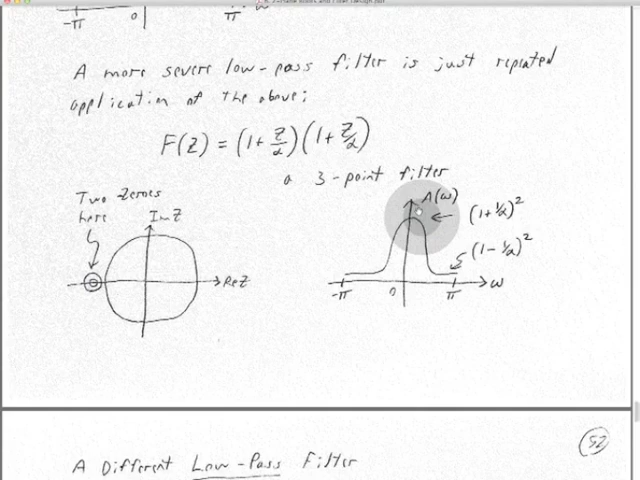 -π 0 π ω
A more severe low-pass filter is just repeated
application of the above;
F(Z) = (1 + Z/α)(1 + Z/α)
a 3-point filter
Two Zeroes
here
Im Z
Re Z
A(ω)
(1+1/α)²
(1-1/α)²
-π 0 π ω
52
A Different Low-Pass Filter